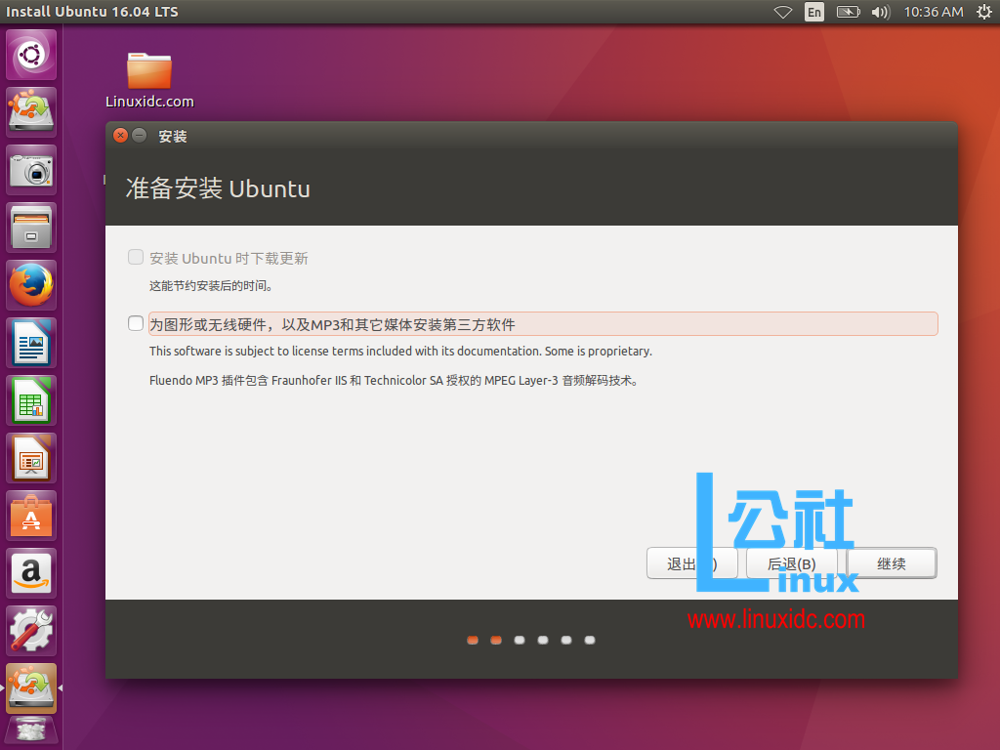 Install Ubuntu 16.04 LTS
En
10:36 AM
Linuxidc.com
安装
准备安装 Ubuntu
安装 Ubuntu 时下载更新
这能节约安装后的时间。
为图形或无线硬件，以及MP3和其它媒体安装第三方软件
This software is subject to license terms included with its documentation. Some is proprietary.
Fluendo MP3 插件包含 Fraunhofer IIS 和 Technicolor SA 授权的 MPEG Layer-3 音频解码技术。
公社
退出 )
后退(B)
继续
Linux
www.linuxidc.com